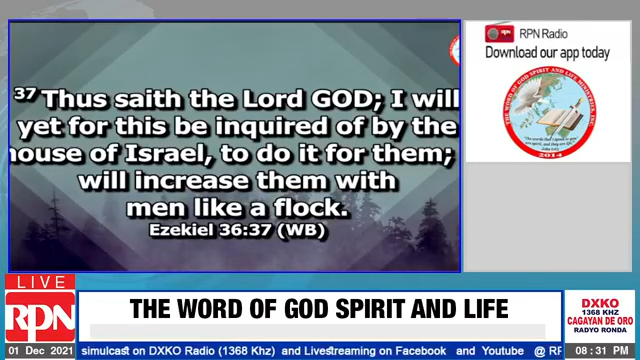 RPN Radio
Download our app today
THE WORD OF GOD SPIRIT AND LIFE MINISTRIES INC.
2014
37 Thus saith the Lord GOD; I will
yet for this be inquired of by the
house of Israel, to do it for them;
will increase them with
men like a flock.
Ezekiel 36:37 (WB)
LIVE
RPN
THE WORD OF GOD SPIRIT AND LIFE
DXKO
1368 KHZ
CAGAYAN DE ORO
RADYO RONDA
01 Dec 2021
simulcast on DXKO Radio (1368 Khz) and Livestreaming on Facebook and Youtube @ RF
08:31 PM